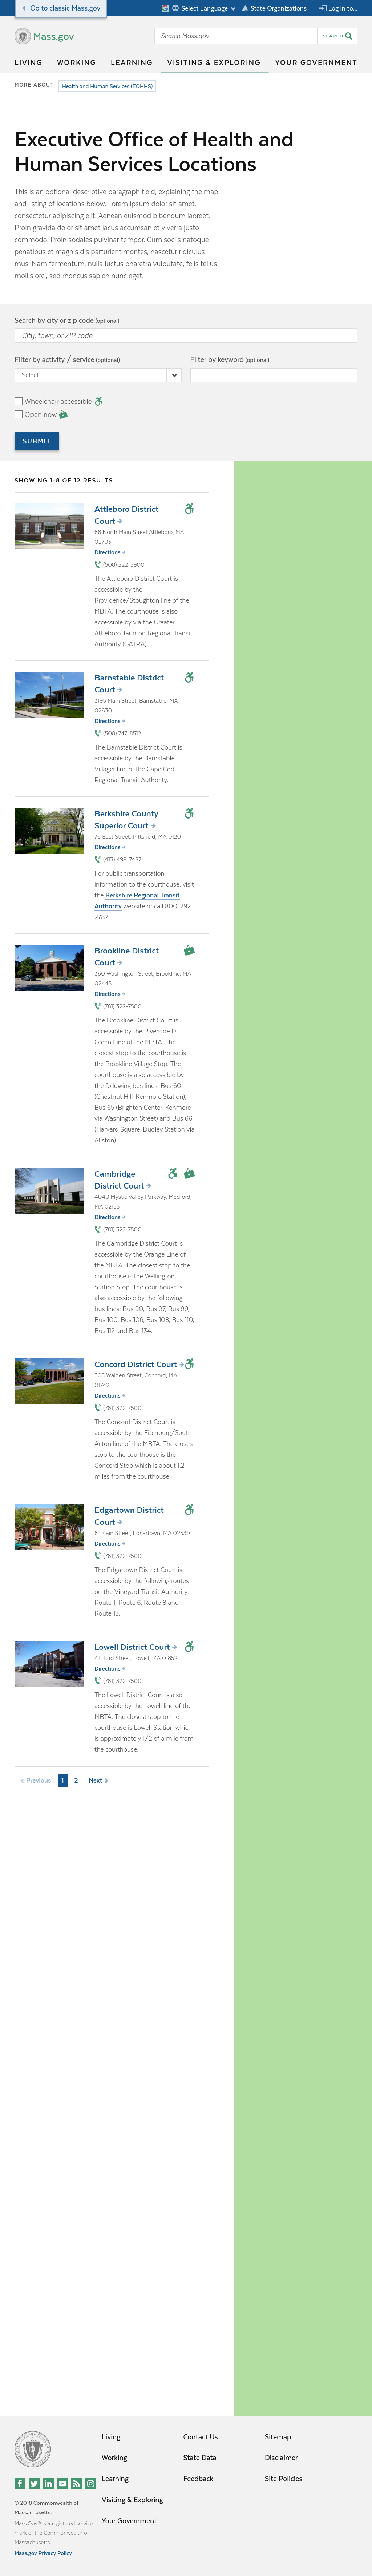 Go to classic Mass.gov
Select Language
State Organizations
Log in to...
Mass.gov
Search Mass.gov
SEARCH
LIVING WORKING LEARNING VISITING & EXPLORING YOUR GOVERNMENT
MORE ABOUT Health and Human Services (EOHHS)
Executive Office of Health and
Human Services Locations
This is an optional descriptive paragraph field, explaining the map
and listing of locations below. Lorem ipsum dolor sit amet,
consectetur adipiscing elit. Aenean euismod bibendum laoreet.
Proin gravida dolor sit amet lacus accumsan et viverra justo
commodo. Proin sodales pulvinar tempor. Cum sociis natoque
penatibus et magnis dis parturient montes, nascetur ridiculus
mus. Nam fermentum, nulla luctus pharetra vulputate, felis tellus
mollis orci, sed rhoncus sapien nunc eget.
Search by city or zip code (optional)
City, town, or ZIP code
Filter by activity / service (optional)
Select
Filter by keyword (optional)
Wheelchair accessible
Open now
SUBMIT
SHOWING 1-8 OF 12 RESULTS
Attleboro District
Court
88 North Main Street Attleboro, MA
02703
Directions
(508) 222-5900
The Attleboro District Court is
accessible by the
Providence/Stoughton line of the
MBTA. The courthouse is also
accessible by via the Greater
Attleboro Taunton Regional Transit
Authority (GATRA).
Barnstable District
Court
3195 Main Street, Barnstable, MA
02630
Directions
(508) 747-8512
The Barnstable District Court is
accessible by the Barnstable
Villager line of the Cape Cod
Regional Transit Authority.
Berkshire County
Superior Court
76 East Street, Pittsfield, MA 01201
Directions
(413) 499-7487
For public transportation
information to the courthouse, visit
the Berkshire Regional Transit
Authority website or call 800-292-
2782.
Brookline District
Court
360 Washington Street, Brookline, MA
02445
Directions
(781) 322-7500
The Brookline District Court is
accessible by the Riverside D-
Green Line of the MBTA. The
closest stop to the courthouse is
the Brookline Village Stop. The
courthouse is also accessible by
the following bus lines: Bus 60
(Chestnut Hill-Kenmore Station),
Bus 65 (Brighton Center-Kenmore
via Washington Street) and Bus 66
(Harvard Square-Dudley Station via
Allston).
Cambridge
District Court
4040 Mystic Valley Parkway, Medford,
MA 02155
Directions
(781) 322-7500
The Cambridge District Court is
accessible by the Orange Line of
the MBTA. The closest stop to the
courthouse is the Wellington
Station Stop. The courthouse is
also accessible by the following
bus lines: Bus 90, Bus 97, Bus 99,
Bus 100, Bus 106, Bus 108, Bus 110,
Bus 112 and Bus 134.
Concord District Court
305 Walden Street, Concord, MA
01742
Directions
(781) 322-7500
The Concord District Court is
accessible by the Fitchburg/South
Acton line of the MBTA. The closes
stop to the courthouse is the
Concord Stop which is about 1.2
miles from the courthouse.
Edgartown District
Court
81 Main Street, Edgartown, MA 02539
Directions
(781) 322-7500
The Edgartown District Court is
accessible by the following routes
on the Vineyard Transit Authority:
Route 1, Route 6, Route 8 and
Route 13.
Lowell District Court
41 Hurd Street, Lowell, MA 01852
Directions
(781) 322-7500
The Lowell District Court is also
accessible by the Lowell line of the
MBTA. The closest stop to the
courthouse is Lowell Station which
is approximately 1/2 of a mile from
the courthouse.
Previous 1 2 Next
Living
Working
Learning
Visiting & Exploring
Your Government
Contact Us
State Data
Feedback
Sitemap
Disclaimer
Site Policies
© 2018 Commonwealth of
Massachusetts.
Mass.Gov® is a registered service
mark of the Commonwealth of
Massachusetts.
Mass.gov Privacy Policy